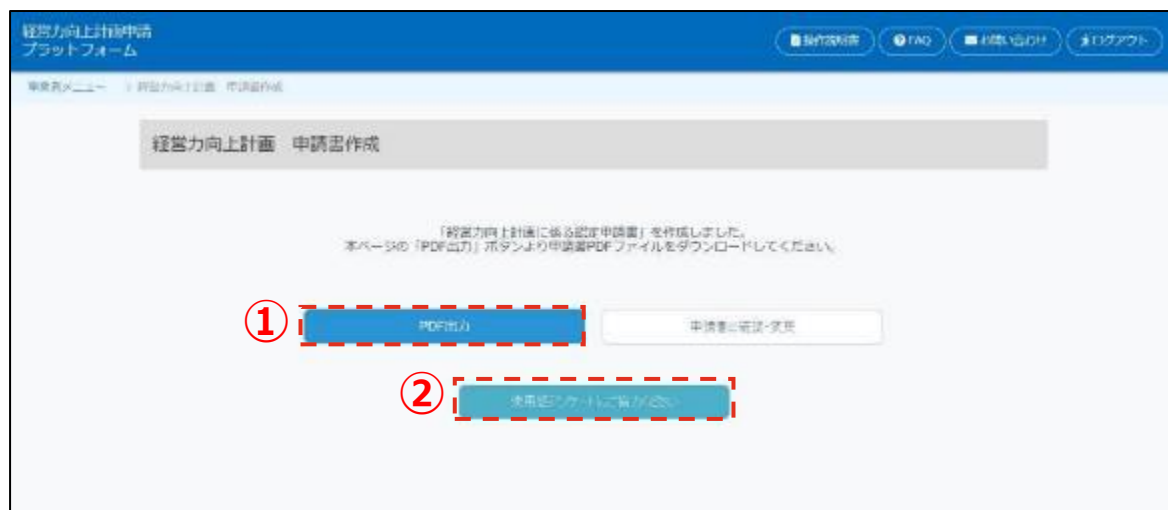 経営力向上計画申請
プラットフォーム
操作説明書
FAQ
お問い合わせ
ログアウト
事業者メニュー
経営力向上計画 申請書作成
経営力向上計画 申請書作成
「経営力向上計画に係る認定申請書」を作成しました。
本ページの「PDF出力」ボタンより申請書PDFファイルをダウンロードしてください。
① PDF出力
申請書の確認・変更
②